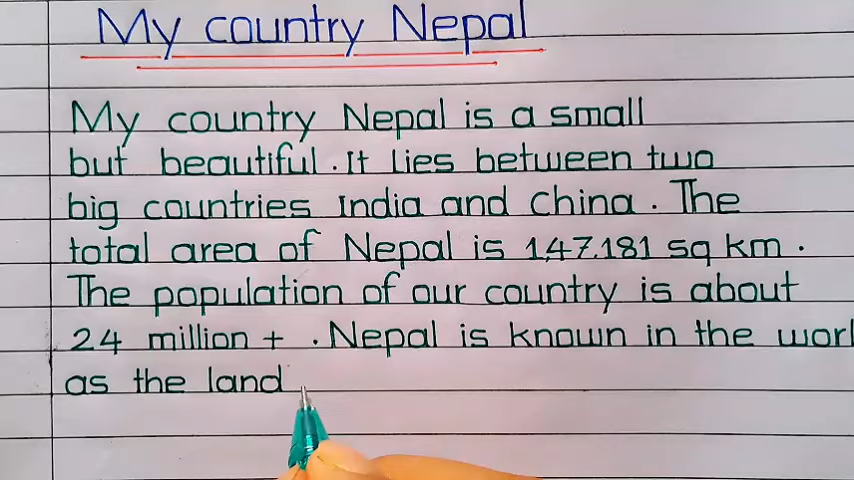 My country Nepal
My country Nepal is a small
but beautiful. It lies between two
big countries India and China. The
total area of Nepal is 147.181 sq km.
The population of our country is about
24 million + . Nepal is known in the worl
as the land